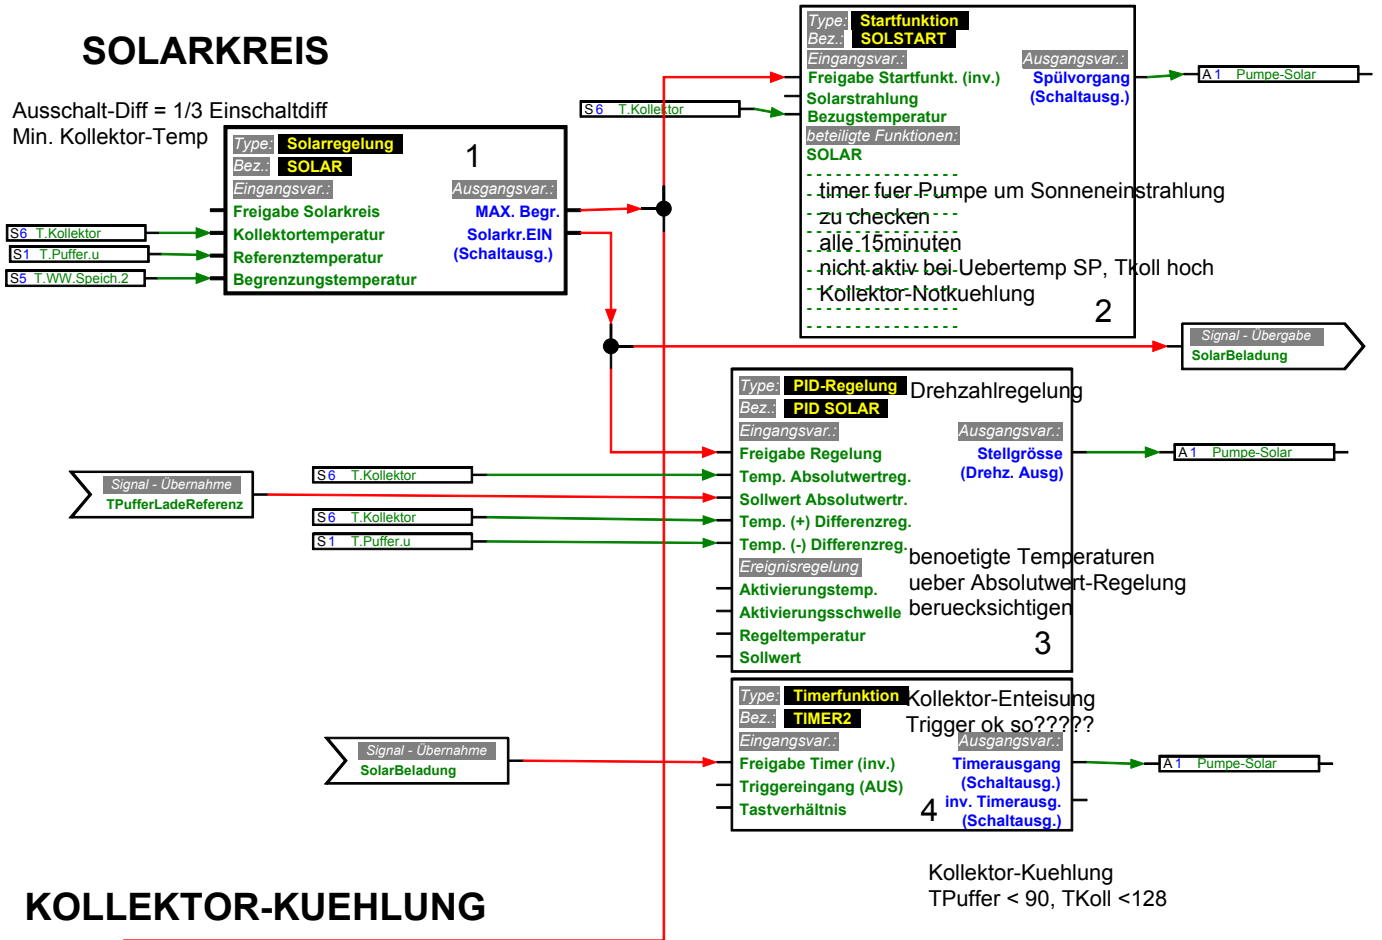 SOLARKREIS
Ausschalt-Diff = 1/3 Einschaltdiff
Min. Kollektor-Temp
Type: Solarregelung
1
Bez.: SOLAR
Eingangsvar.: Ausgangsvar.:
Freigabe Solarkreis MAX. Begr.
Kollektortemperatur Solarkr.EIN
Referenztemperatur (Schaltausg.)
Begrenzungstemperatur
S6 T.Kollektor
S1 T.Puffer.u
S5 T.WW.Speich.2
Type: Startfunktion
Bez.: SOLSTART
Eingangsvar.: Ausgangsvar.:
Freigabe Startfunkt. (inv.) Spülvorgang
Solarstrahlung (Schaltausg.)
Bezugstemperatur
beteiligte Funktionen:
SOLAR
timer fuer Pumpe um Sonneneinstrahlung
zu checken
alle 15minuten
nicht aktiv bei Uebertemp SP, Tkoll hoch
Kollektor-Notkuehlung
2
S6 T.Kollektor
A1 Pumpe-Solar
Signal - Übergabe
SolarBeladung
Type: PID-Regelung Drehzahlregelung
Bez.: PID SOLAR
Eingangsvar.: Ausgangsvar.:
Freigabe Regelung Stellgrösse
Temp. Absolutwertreg. (Drehz. Ausg)
Sollwert Absolutwertr.
Temp. (+) Differenzreg.
Temp. (-) Differenzreg.
Ereignisregelung
Aktivierungstemp.
Aktivierungsschwelle
Regeltemperatur
Sollwert
benoetigte Temperaturen
ueber Absolutwert-Regelung
beruecksichtigen
3
A1 Pumpe-Solar
S6 T.Kollektor
Signal - Übernahme
TPufferLadeReferenz
S6 T.Kollektor
S1 T.Puffer.u
Type: Timerfunktion Kollektor-Enteisung
Bez.: TIMER2 Trigger ok so?????
Eingangsvar.: Ausgangsvar.:
Freigabe Timer (inv.) Timerausgang
Triggereingang (AUS) (Schaltausg.)
Tastverhältnis inv. Timerausg.
(Schaltausg.)
4
Signal - Übernahme
SolarBeladung
A1 Pumpe-Solar
Kollektor-Kuehlung
TPuffer < 90, TKoll <128
KOLLEKTOR-KUEHLUNG